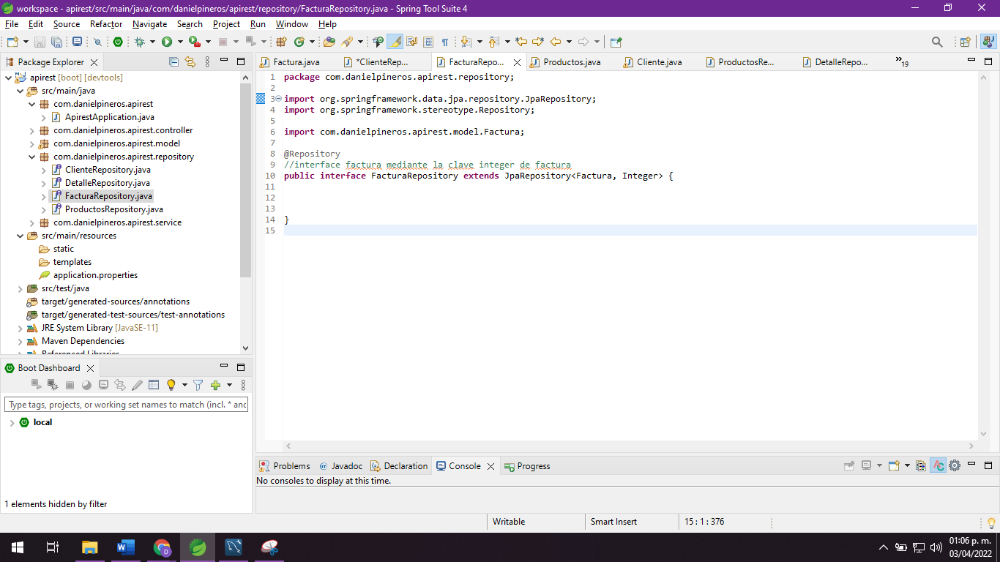 workspace - apirest/src/main/java/com/danielpineros/apirest/repository/FacturaRepository.java - Spring Tool Suite 4
File Edit Source Refactor Navigate Search Project Run Window Help
Package Explorer
apirest [boot] [devtools]
src/main/java
com.danielpineros.apirest
ApirestApplication.java
com.danielpineros.apirest.controller
com.danielpineros.apirest.model
com.danielpineros.apirest.repository
ClienteRepository.java
DetalleRepository.java
FacturaRepository.java
ProductosRepository.java
com.danielpineros.apirest.service
src/main/resources
static
templates
application.properties
src/test/java
target/generated-sources/annotations
target/generated-test-sources/test-annotations
JRE System Library [JavaSE-11]
Maven Dependencies
Referenced Libraries
Boot Dashboard
Type tags, projects, or working set names to match (incl. * and
local
1 elements hidden by filter
Factura.java *ClienteRep... FacturaRepo... Productos.java Cliente.java ProductosRe... DetalleRepo... »19
1 package com.danielpineros.apirest.repository;
2
3 import org.springframework.data.jpa.repository.JpaRepository;
4 import org.springframework.stereotype.Repository;
5
6 import com.danielpineros.apirest.model.Factura;
7
8 @Repository
9 //interface factura mediante la clave integer de factura
10 public interface FacturaRepository extends JpaRepository<Factura, Integer> {
11
12
13
14 }
15
Problems Javadoc Declaration Console Progress
No consoles to display at this time.
Writable Smart Insert 15 : 1 : 376
01:06 p. m.
03/04/2022